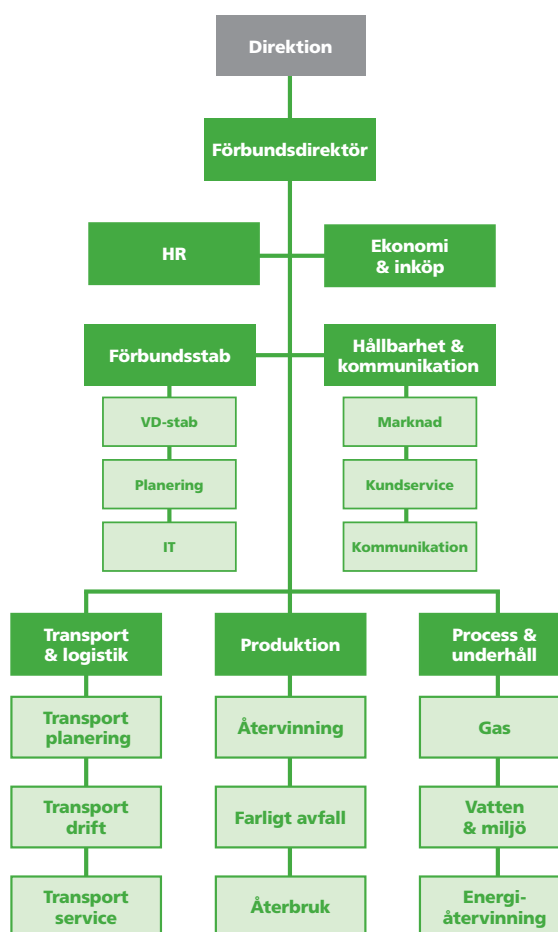 Direktion
Förbundsdirektör
HR
Ekonomi
& inköp
Förbundsstab
Hållbarhet &
kommunikation
VD-stab
Planering
IT
Marknad
Kundservice
Kommunikation
Transport
& logistik
Transport
planering
Transport
drift
Transport
service
Produktion
Återvinning
Farligt avfall
Återbruk
Process &
underhåll
Gas
Vatten
& miljö
Energi-
återvinning